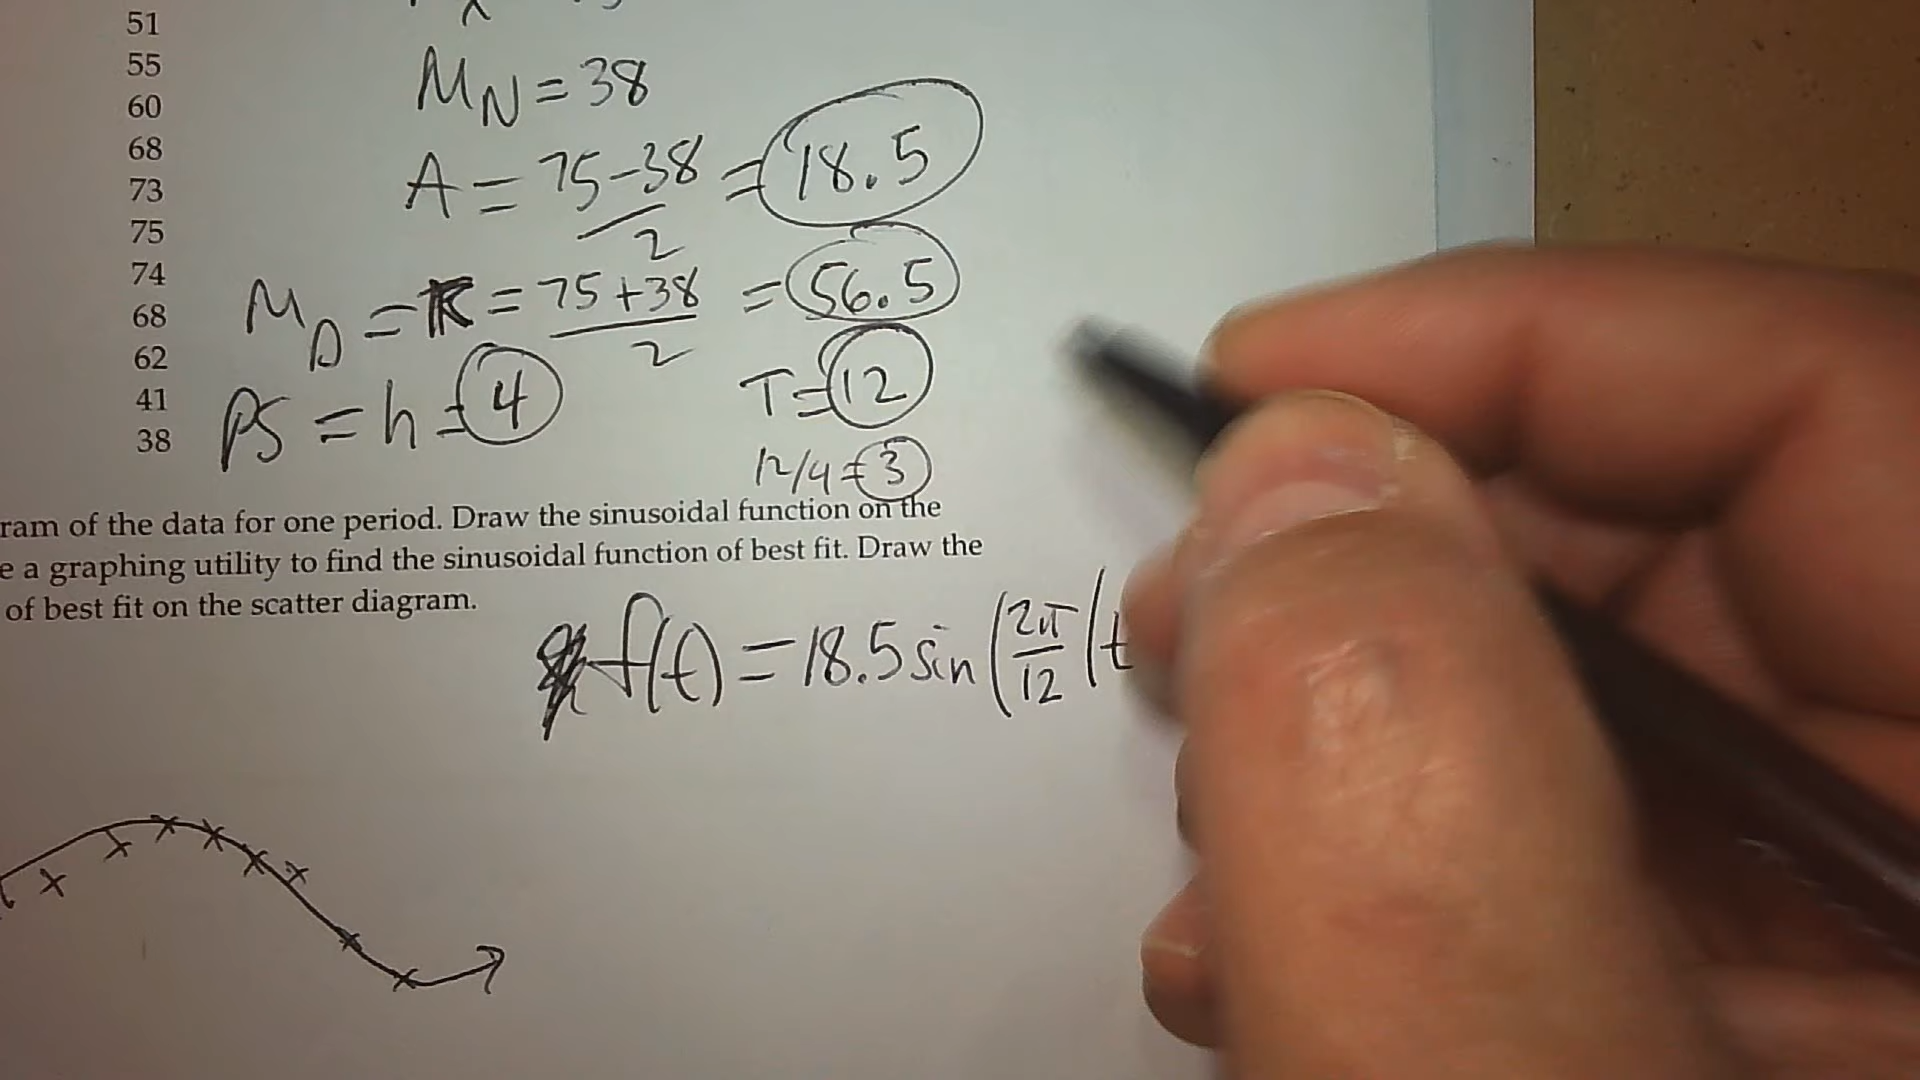 51
55
60
68
73
75
74
68
62
41
38
M_N = 38
A = 75-38/2 = 18.5
M_D = K = 75+38/2 = 56.5
PS = h = 4
T = 12
12/4 = 3
ram of the data for one period. Draw the sinusoidal function on the
e a graphing utility to find the sinusoidal function of best fit. Draw the
of best fit on the scatter diagram.
f(t) = 18.5 sin(2π/12 (t